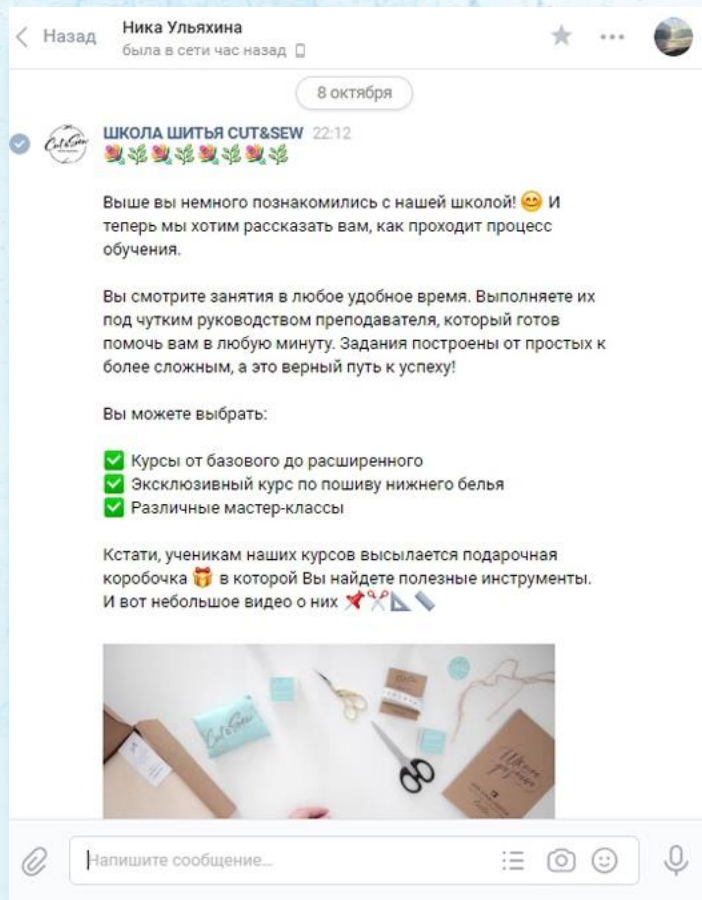 Назад
Ника Ульяхина
была в сети час назад
8 октября
Cut&Sew
ШКОЛА ШИТЬЯ CUT&SEW 22:12
Выше вы немного познакомились с нашей школой! 😊 И
теперь мы хотим рассказать вам, как проходит процесс
обучения.
Вы смотрите занятия в любое удобное время. Выполняете их
под чутким руководством преподавателя, который готов
помочь вам в любую минуту. Задания построены от простых к
более сложным, а это верный путь к успеху!
Вы можете выбрать:
✅ Курсы от базового до расширенного
✅ Эксклюзивный курс по пошиву нижнего белья
✅ Различные мастер-классы
Кстати, ученикам наших курсов высылается подарочная
коробочка 🎁 в которой Вы найдете полезные инструменты.
И вот небольшое видео о них 📌✂📐📏
Cut&Sew
Напишите сообщение...